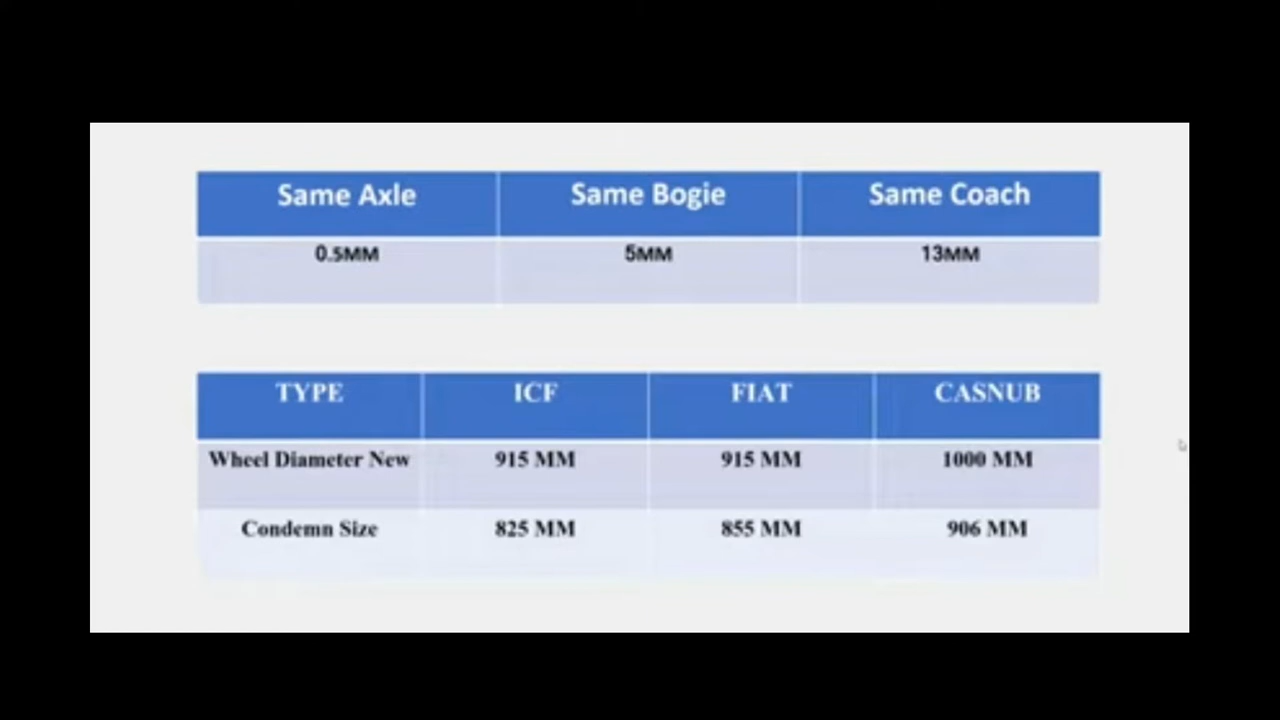 Same Axle Same Bogie Same Coach
0.5MM 5MM 13MM
TYPE ICF FIAT CASNUB
Wheel Diameter New 915 MM 915 MM 1000 MM
Condemn Size 825 MM 855 MM 906 MM